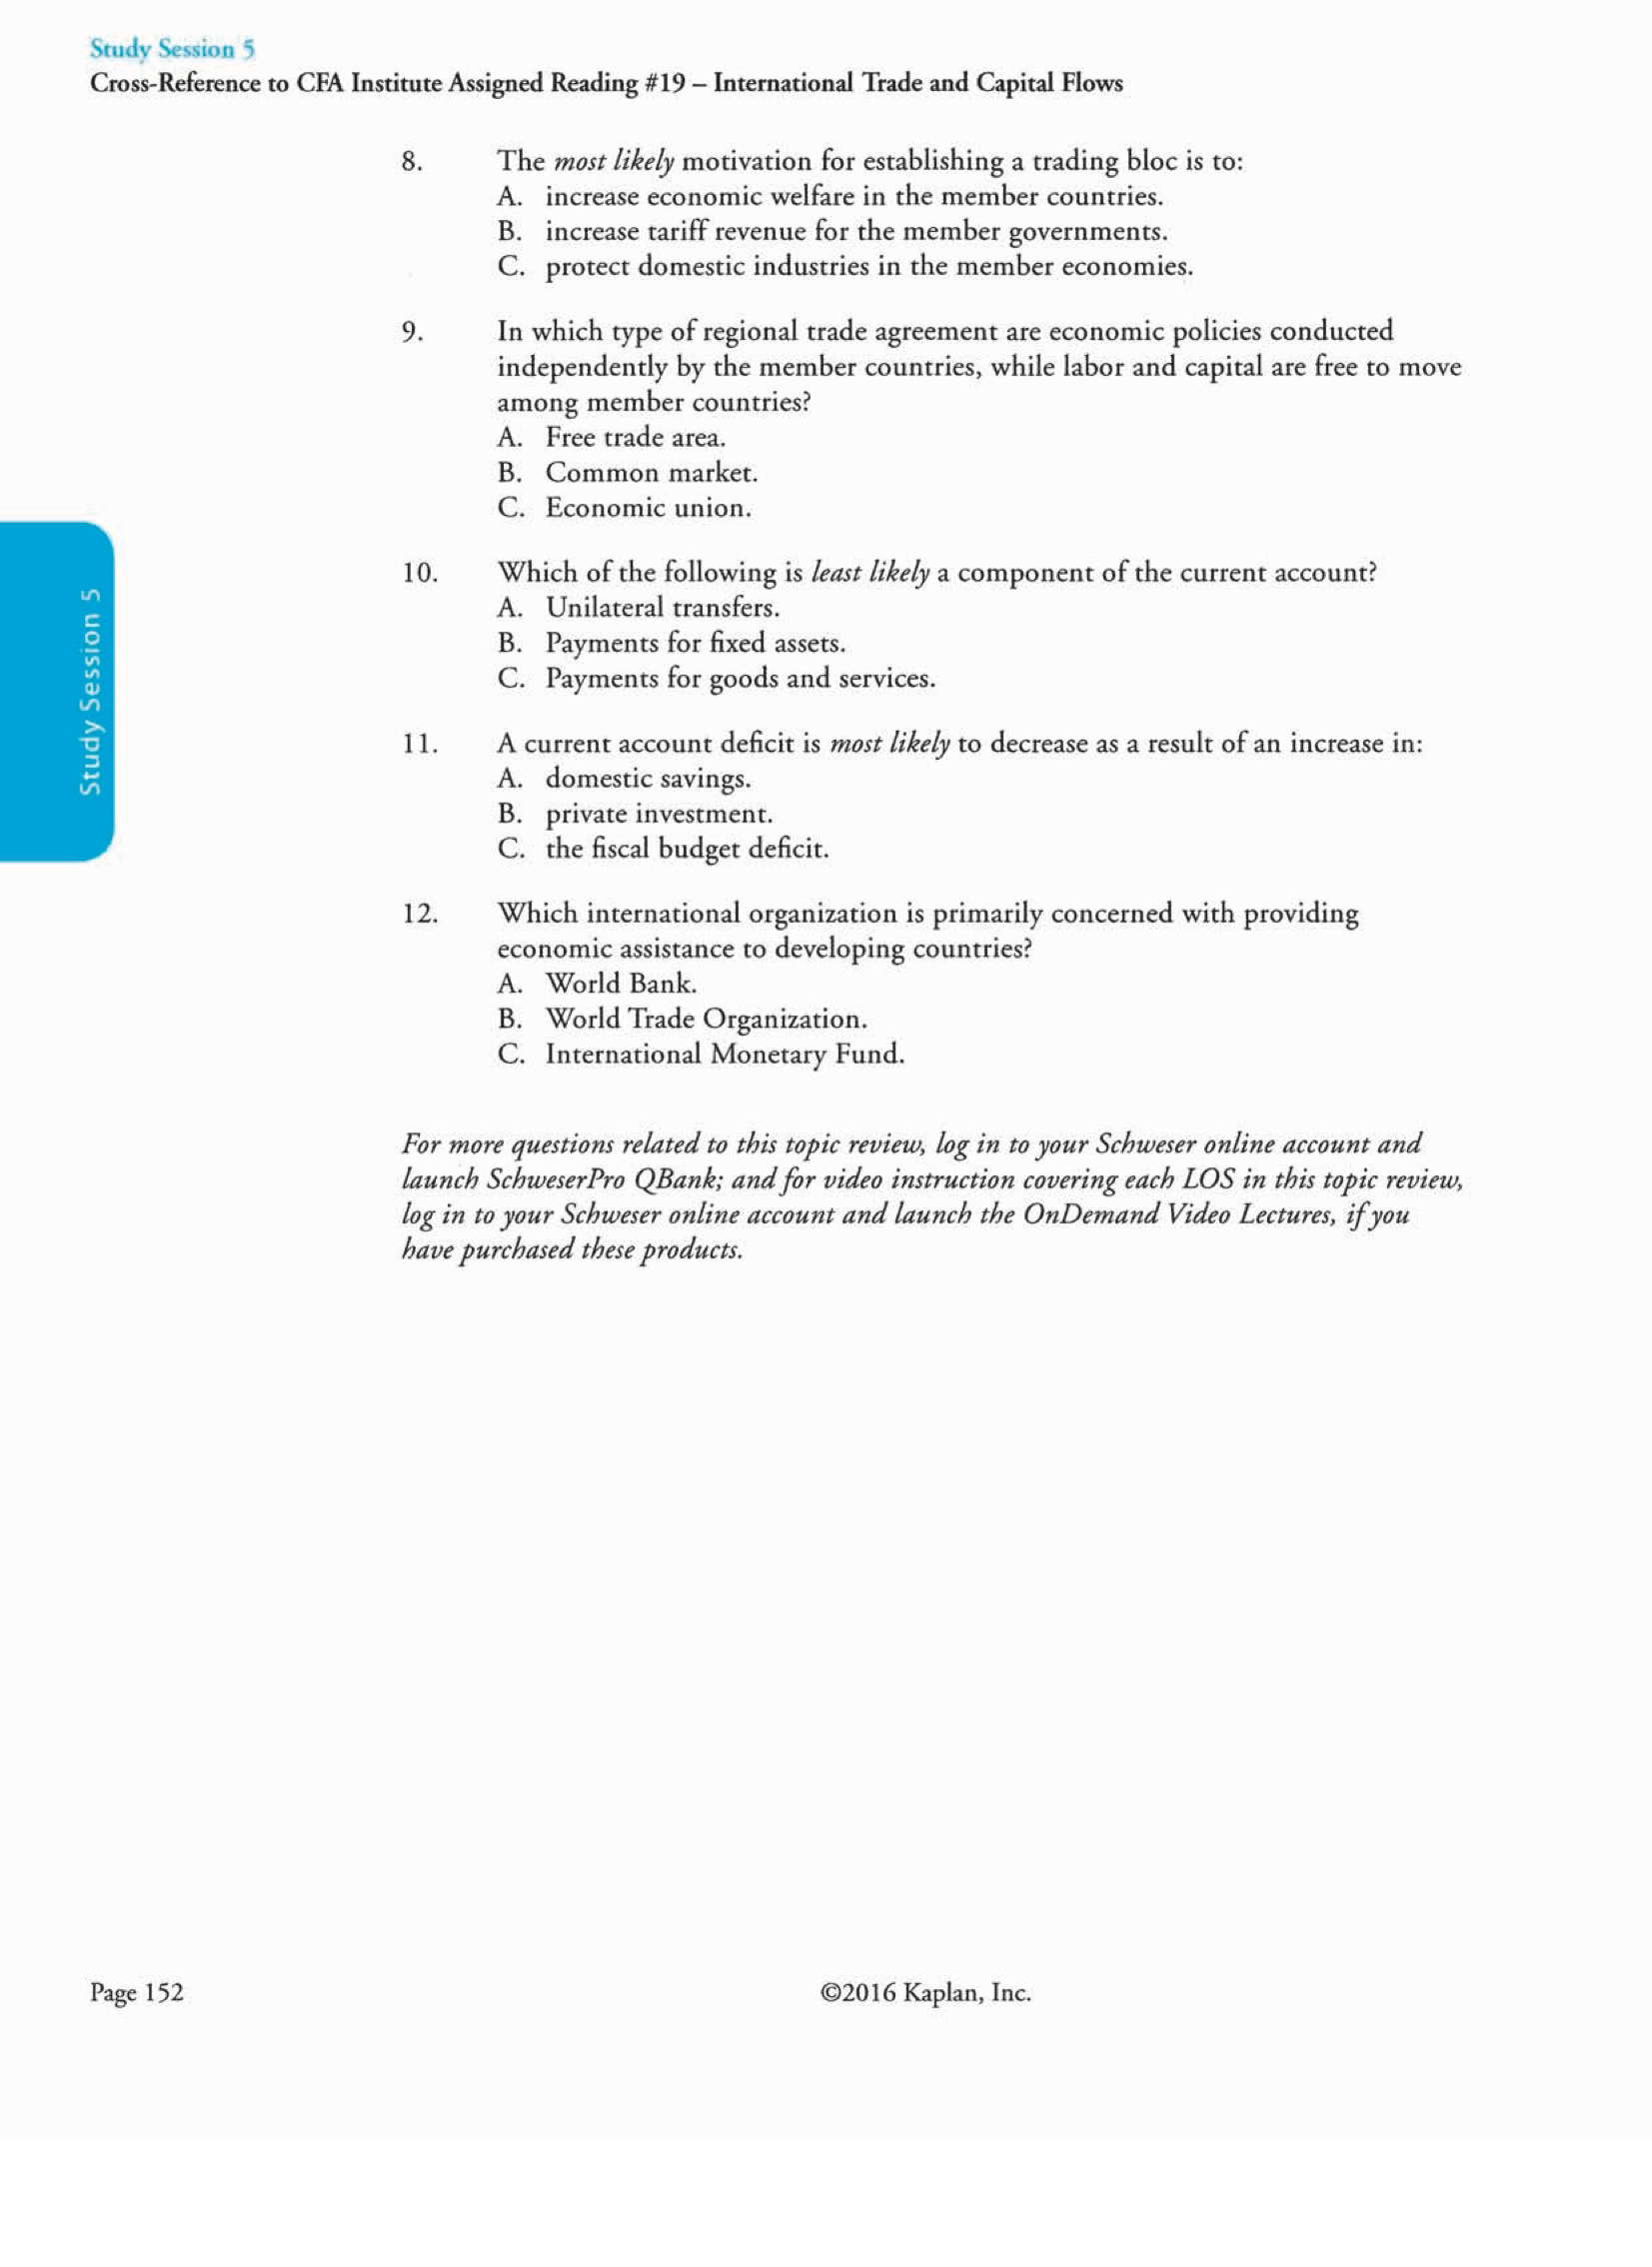 Study Session 5
Cross-Reference to CFA Institute Assigned Reading #19 – International Trade and Capital Flows
8. The most likely motivation for establishing a trading bloc is to:
A. increase economic welfare in the member countries.
B. increase tariff revenue for the member governments.
C. protect domestic industries in the member economies.
9. In which type of regional trade agreement are economic policies conducted
independently by the member countries, while labor and capital are free to move
among member countries?
A. Free trade area.
B. Common market.
C. Economic union.
10. Which of the following is least likely a component of the current account?
A. Unilateral transfers.
B. Payments for fixed assets.
C. Payments for goods and services.
11. A current account deficit is most likely to decrease as a result of an increase in:
A. domestic savings.
B. private investment.
C. the fiscal budget deficit.
12. Which international organization is primarily concerned with providing
economic assistance to developing countries?
A. World Bank.
B. World Trade Organization.
C. International Monetary Fund.
For more questions related to this topic review, log in to your Schweser online account and
launch SchweserPro QBank; and for video instruction covering each LOS in this topic review,
log in to your Schweser online account and launch the OnDemand Video Lectures, if you
have purchased these products.
Study Session 5
Page 152
©2016 Kaplan, Inc.